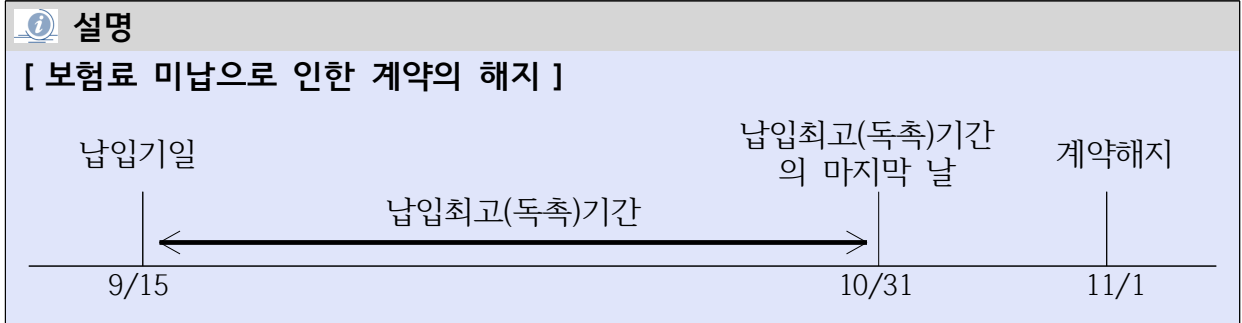 설명
[ 보험료 미납으로 인한 계약의 해지 ]
납입기일
납입최고(독촉)기간
의 마지막 날
계약해지
납입최고(독촉)기간
9/15
10/31
11/1